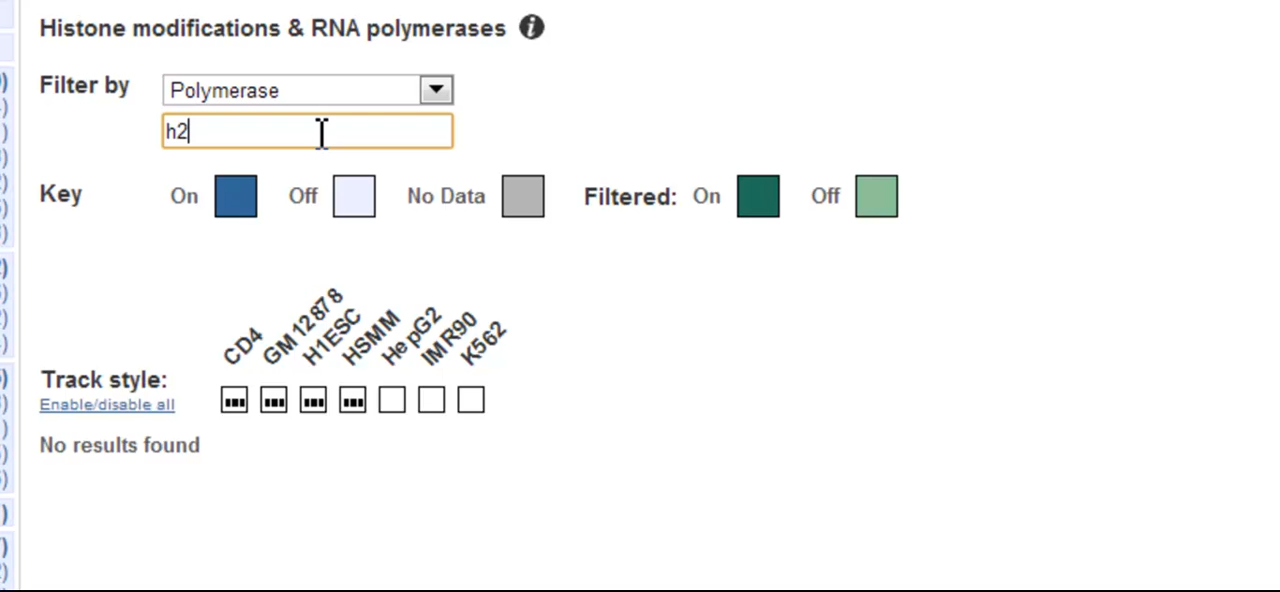 Histone modifications & RNA polymerases i
Filter by Polymerase
h2
Key On Off No Data Filtered: On Off
CD4 GM12878 H1ESC HSMM HepG2 IMR90 K562
Track style:
Enable/disable all
No results found